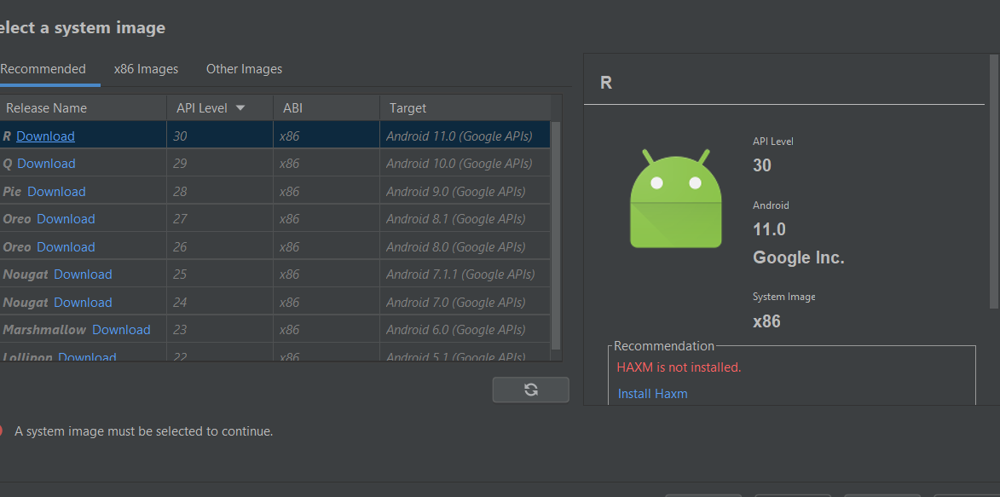 elect a system image
Recommended x86 Images Other Images
Release Name API Level ABI Target
R Download 30 x86 Android 11.0 (Google APIs)
Q Download 29 x86 Android 10.0 (Google APIs)
Pie Download 28 x86 Android 9.0 (Google APIs)
Oreo Download 27 x86 Android 8.1 (Google APIs)
Oreo Download 26 x86 Android 8.0 (Google APIs)
Nougat Download 25 x86 Android 7.1.1 (Google APIs)
Nougat Download 24 x86 Android 7.0 (Google APIs)
Marshmallow Download 23 x86 Android 6.0 (Google APIs)
Lollipop Download 22 x86 Android 5.1 (Google APIs)
A system image must be selected to continue.
R
API Level
30
Android
11.0
Google Inc.
System Image
x86
Recommendation
HAXM is not installed.
Install Haxm